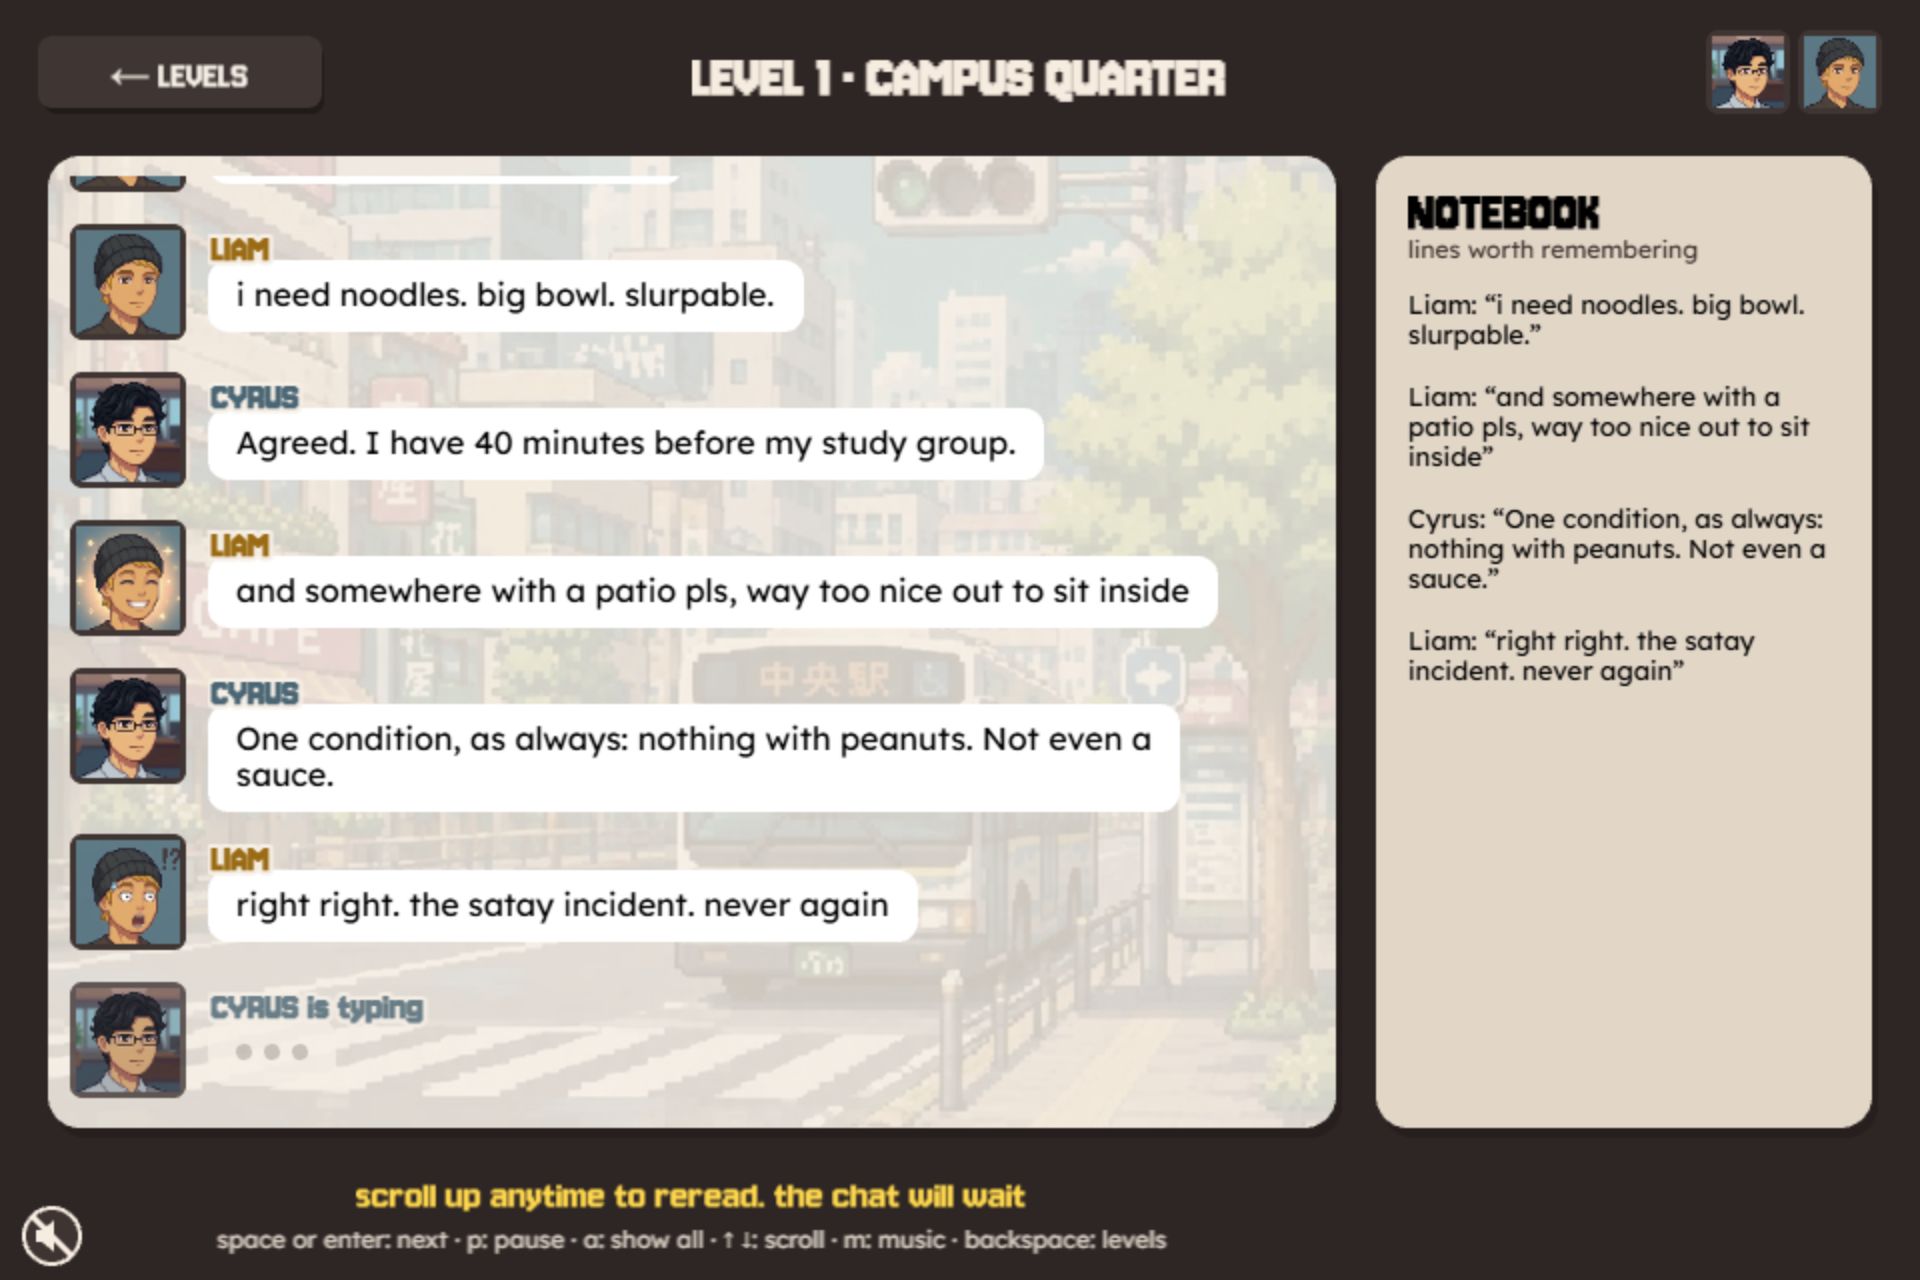 ← LEVELS
LEVEL 1 · CAMPUS QUARTER
LIAM
i need noodles. big bowl. slurpable.
CYRUS
Agreed. I have 40 minutes before my study group.
LIAM
and somewhere with a patio pls, way too nice out to sit inside
CYRUS
One condition, as always: nothing with peanuts. Not even a
sauce.
!?
LIAM
right right. the satay incident. never again
CYRUS is typing
中央駅
CAFE
花
屋
NOTEBOOK
lines worth remembering
Liam: “i need noodles. big bowl.
slurpable.”
Liam: “and somewhere with a
patio pls, way too nice out to sit
inside”
Cyrus: “One condition, as always:
nothing with peanuts. Not even a
sauce.”
Liam: “right right. the satay
incident. never again”
scroll up anytime to reread. the chat will wait
space or enter: next · p: pause · a: show all · ↑ ↓: scroll · m: music · backspace: levels